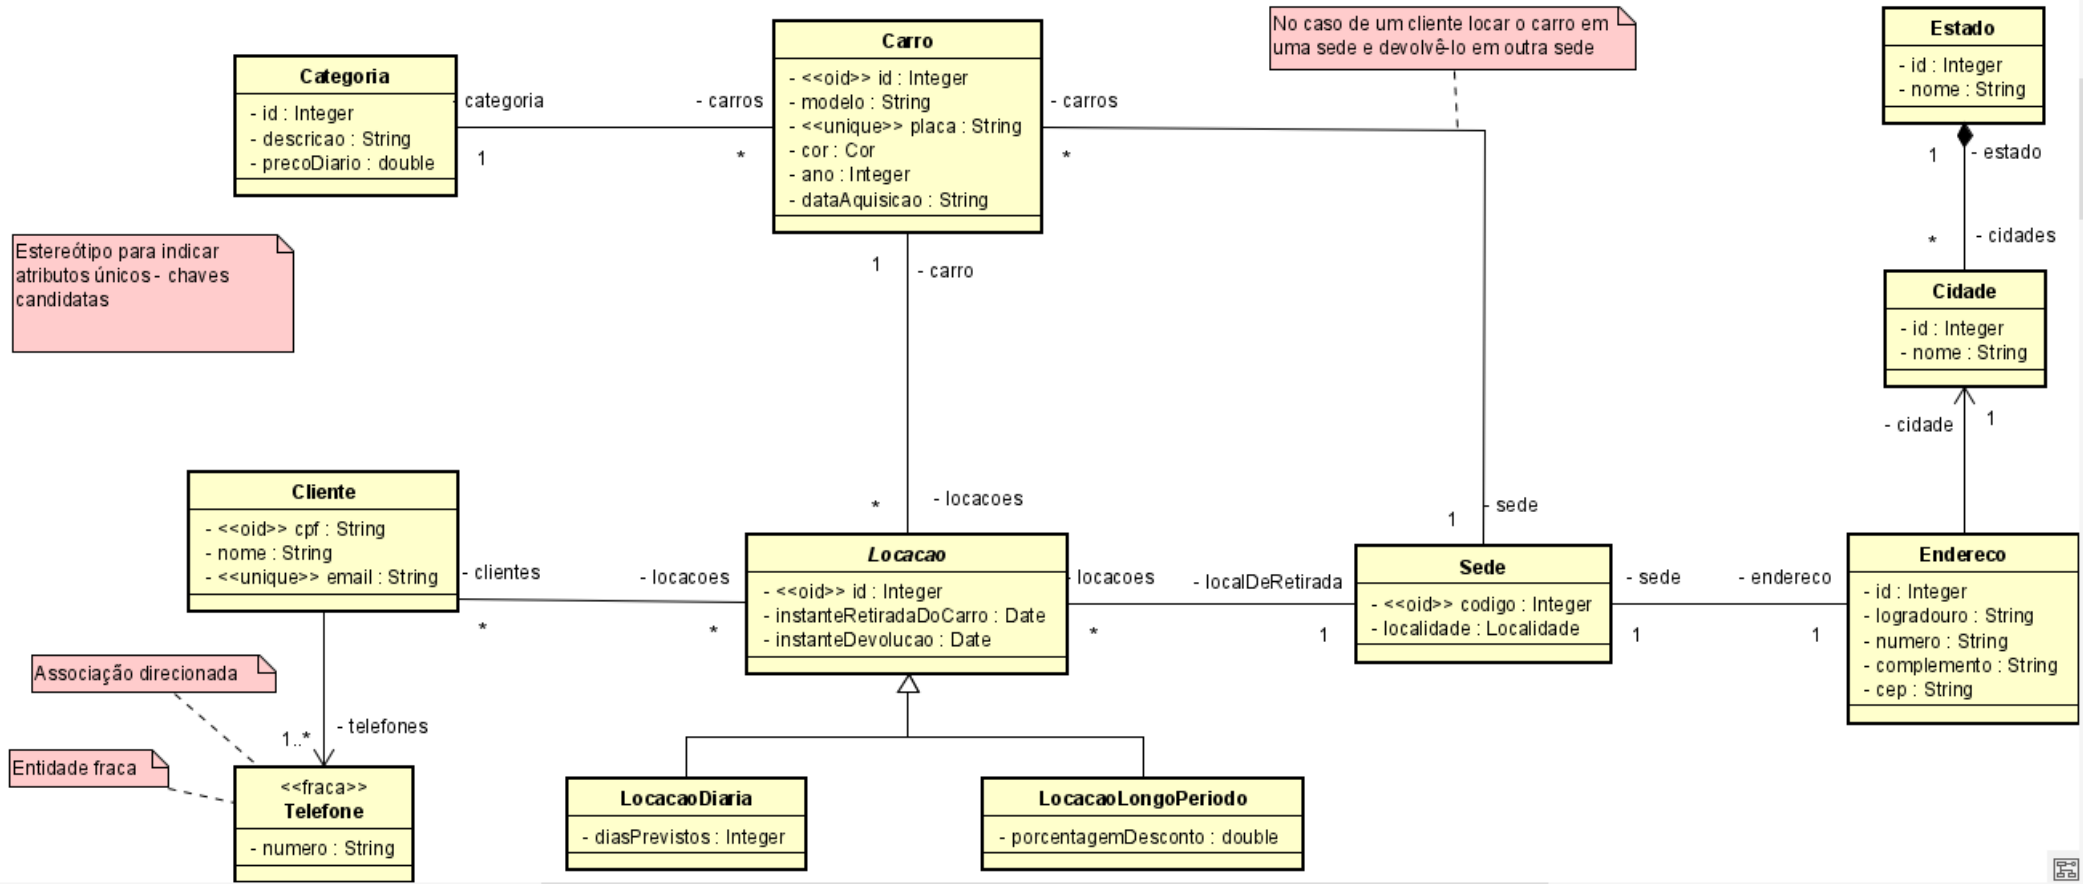 Categoria
- id : Integer
- descricao : String
- precoDiario : double
- categoria
1
- carros
*
Carro
- <<oid>> id : Integer
- modelo : String
- <<unique>> placa : String
- cor : Cor
- ano : Integer
- dataAquisicao : String
- carros
*
No caso de um cliente locar o carro em
uma sede e devolvê-lo em outra sede
Estado
- id : Integer
- nome : String
1
- estado
*
- cidades
Cidade
- id : Integer
- nome : String
- cidade
1
Estereótipo para indicar
atributos únicos - chaves
candidatas
1
- carro
*
- locacoes
1
- sede
Cliente
- <<oid>> cpf : String
- nome : String
- <<unique>> email : String
- clientes
*
- locacoes
*
Locacao
- <<oid>> id : Integer
- instanteRetiradaDoCarro : Date
- instanteDevolucao : Date
- locacoes
*
- localDeRetirada
1
Sede
- <<oid>> codigo : Integer
- localidade : Localidade
- sede
1
- endereco
1
Endereco
- id : Integer
- logradouro : String
- numero : String
- complemento : String
- cep : String
Associação direcionada
1..*
- telefones
Entidade fraca
<<fraca>>
Telefone
- numero : String
LocacaoDiaria
- diasPrevistos : Integer
LocacaoLongoPeriodo
- porcentagemDesconto : double